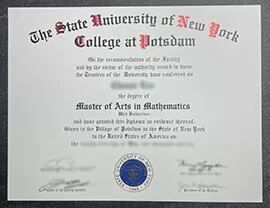 The State University of New York
College at Potsdam
On the recommendation of the Faculty
and by the virtue of the authority vested in them
the Trustees of the University have conferred on
the degree of
Master of Arts in Mathematics
and have granted this diploma as evidence thereof.
Given in the Village of Potsdam in the State of New York
in the United States of America on